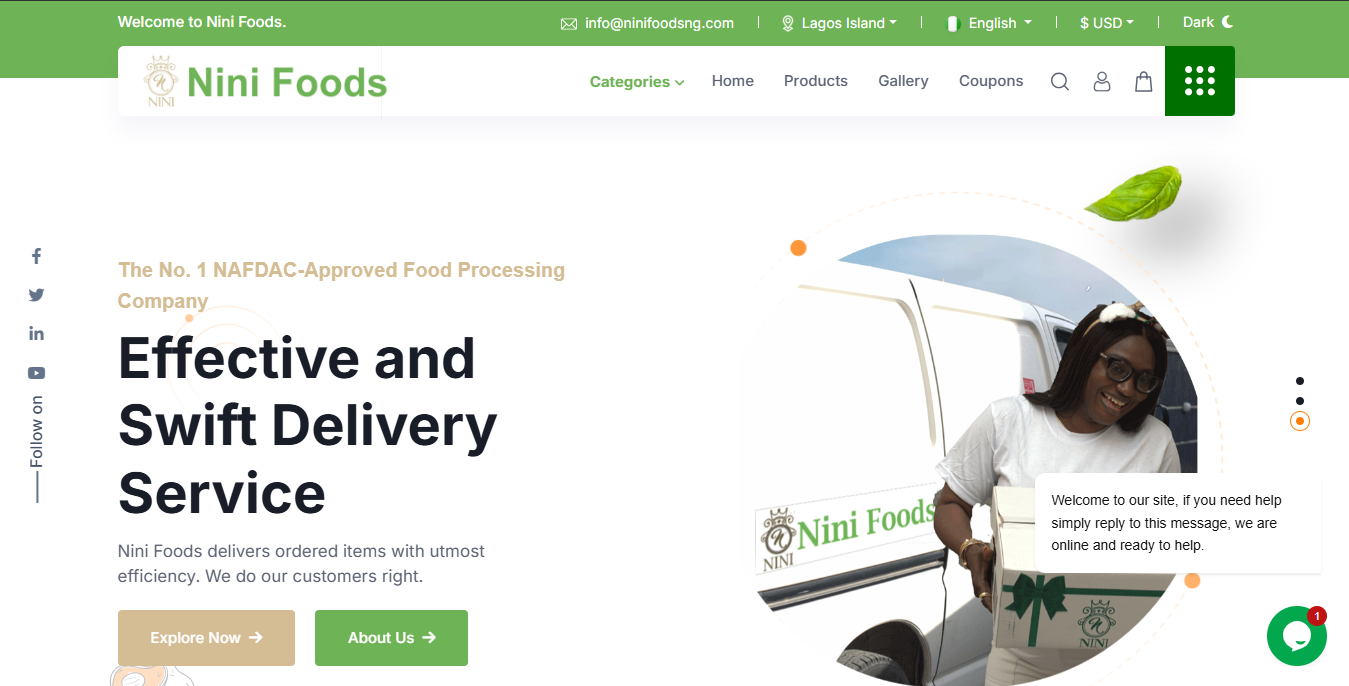 Welcome to Nini Foods.
info@ninifoodsng.com
Lagos Island
English
$ USD
Dark
NINI
Nini Foods
Categories
Home
Products
Gallery
Coupons
The No. 1 NAFDAC-Approved Food Processing
Company
Effective and
Swift Delivery
Service
Nini Foods delivers ordered items with utmost
efficiency. We do our customers right.
Explore Now
About Us
Follow on
Nini Foods
NINI
NINI
Welcome to our site, if you need help
simply reply to this message, we are
online and ready to help.
1